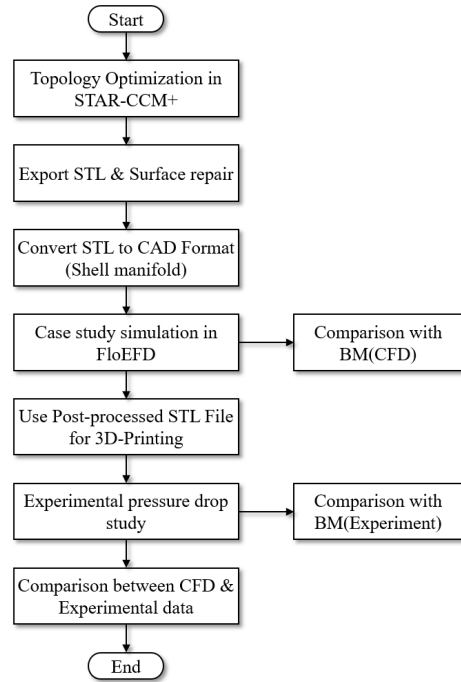 Start
Topology Optimization in
STAR-CCM+
Export STL & Surface repair
Convert STL to CAD Format
(Shell manifold)
Case study simulation in
FloEFD
Comparison with
BM(CFD)
Use Post-processed STL File
for 3D-Printing
Experimental pressure drop
study
Comparison with
BM(Experiment)
Comparison between CFD &
Experimental data
End